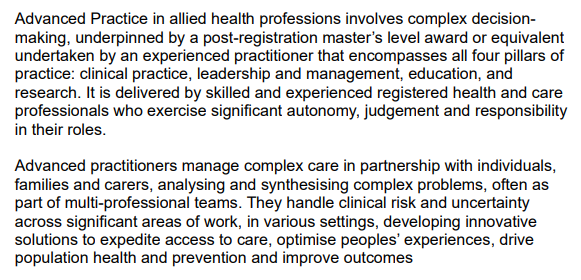 Advanced Practice in allied health professions involves complex decision-
making, underpinned by a post-registration master's level award or equivalent
undertaken by an experienced practitioner that encompasses all four pillars of
practice: clinical practice, leadership and management, education, and
research. It is delivered by skilled and experienced registered health and care
professionals who exercise significant autonomy, judgement and responsibility
in their roles.
Advanced practitioners manage complex care in partnership with individuals,
families and carers, analysing and synthesising complex problems, often as
part of multi-professional teams. They handle clinical risk and uncertainty
across significant areas of work, in various settings, developing innovative
solutions to expedite access to care, optimise peoples' experiences, drive
population health and prevention and improve outcomes